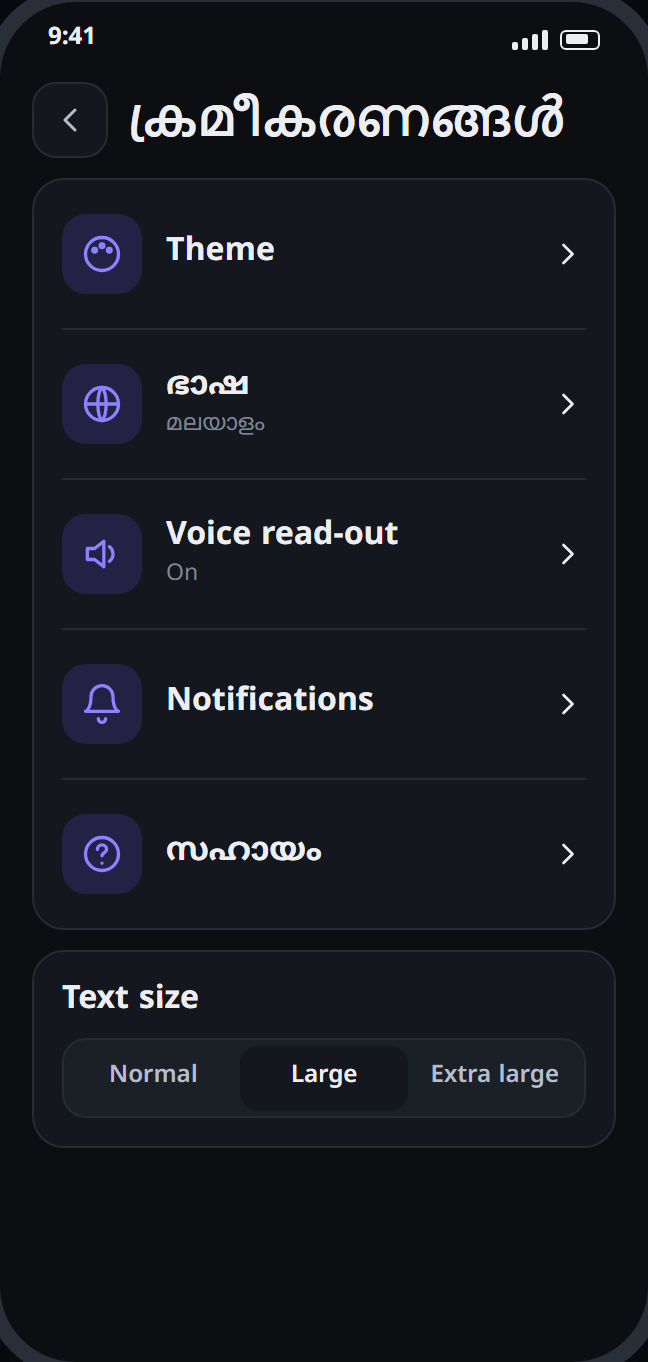 9:41
ക്രമീകരണങ്ങൾ
Theme
ഭാഷ
മലയാളം
Voice read-out
On
Notifications
സഹായം
Text size
Normal Large Extra large